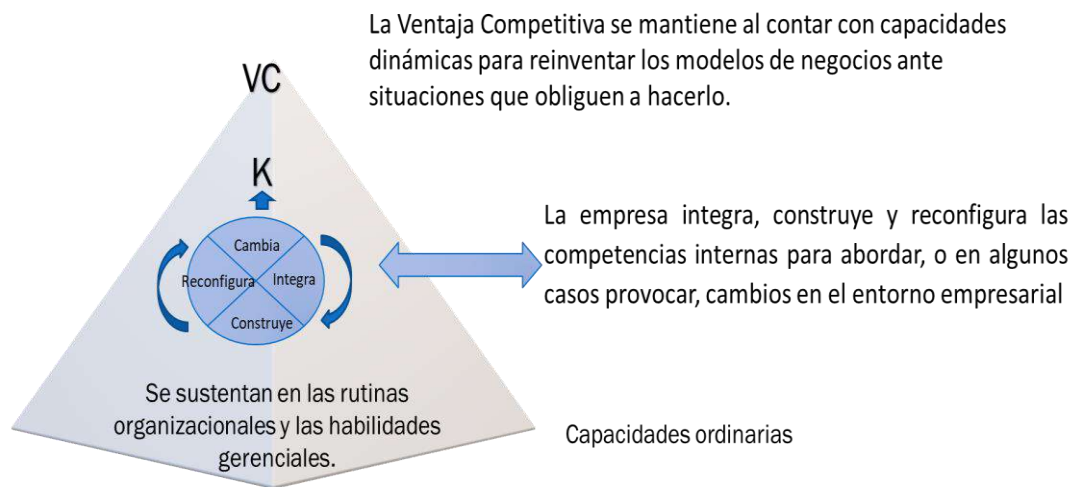 La Ventaja Competitiva se mantiene al contar con capacidades
dinámicas para reinventar los modelos de negocios ante
situaciones que obliguen a hacerlo.
VC
K
Cambia
Reconfigura
Integra
Construye
La empresa integra, construye y reconfigura las
competencias internas para abordar, o en algunos
casos provocar, cambios en el entorno empresarial
Se sustentan en las rutinas
organizacionales y las habilidades
gerenciales.
Capacidades ordinarias